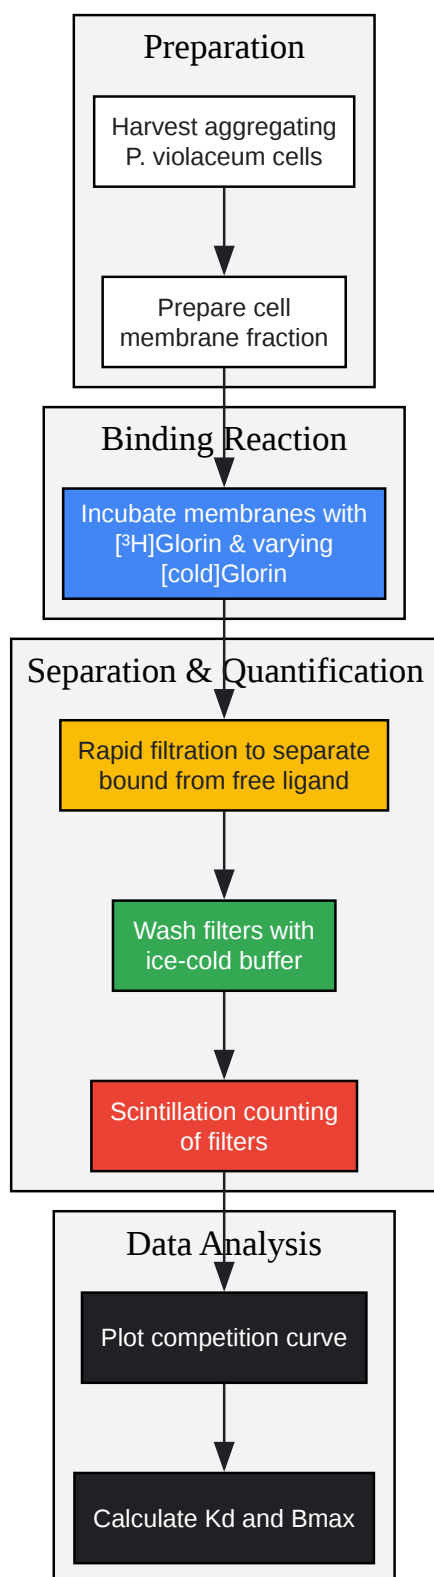 Preparation
Harvest aggregating
P. violaceum cells
Prepare cell
membrane fraction
Binding Reaction
Incubate membranes with
[³H]Glorin & varying
[cold]Glorin
Separation & Quantification
Rapid filtration to separate
bound from free ligand
Wash filters with
ice-cold buffer
Scintillation counting
of filters
Data Analysis
Plot competition curve
Calculate Kd and Bmax